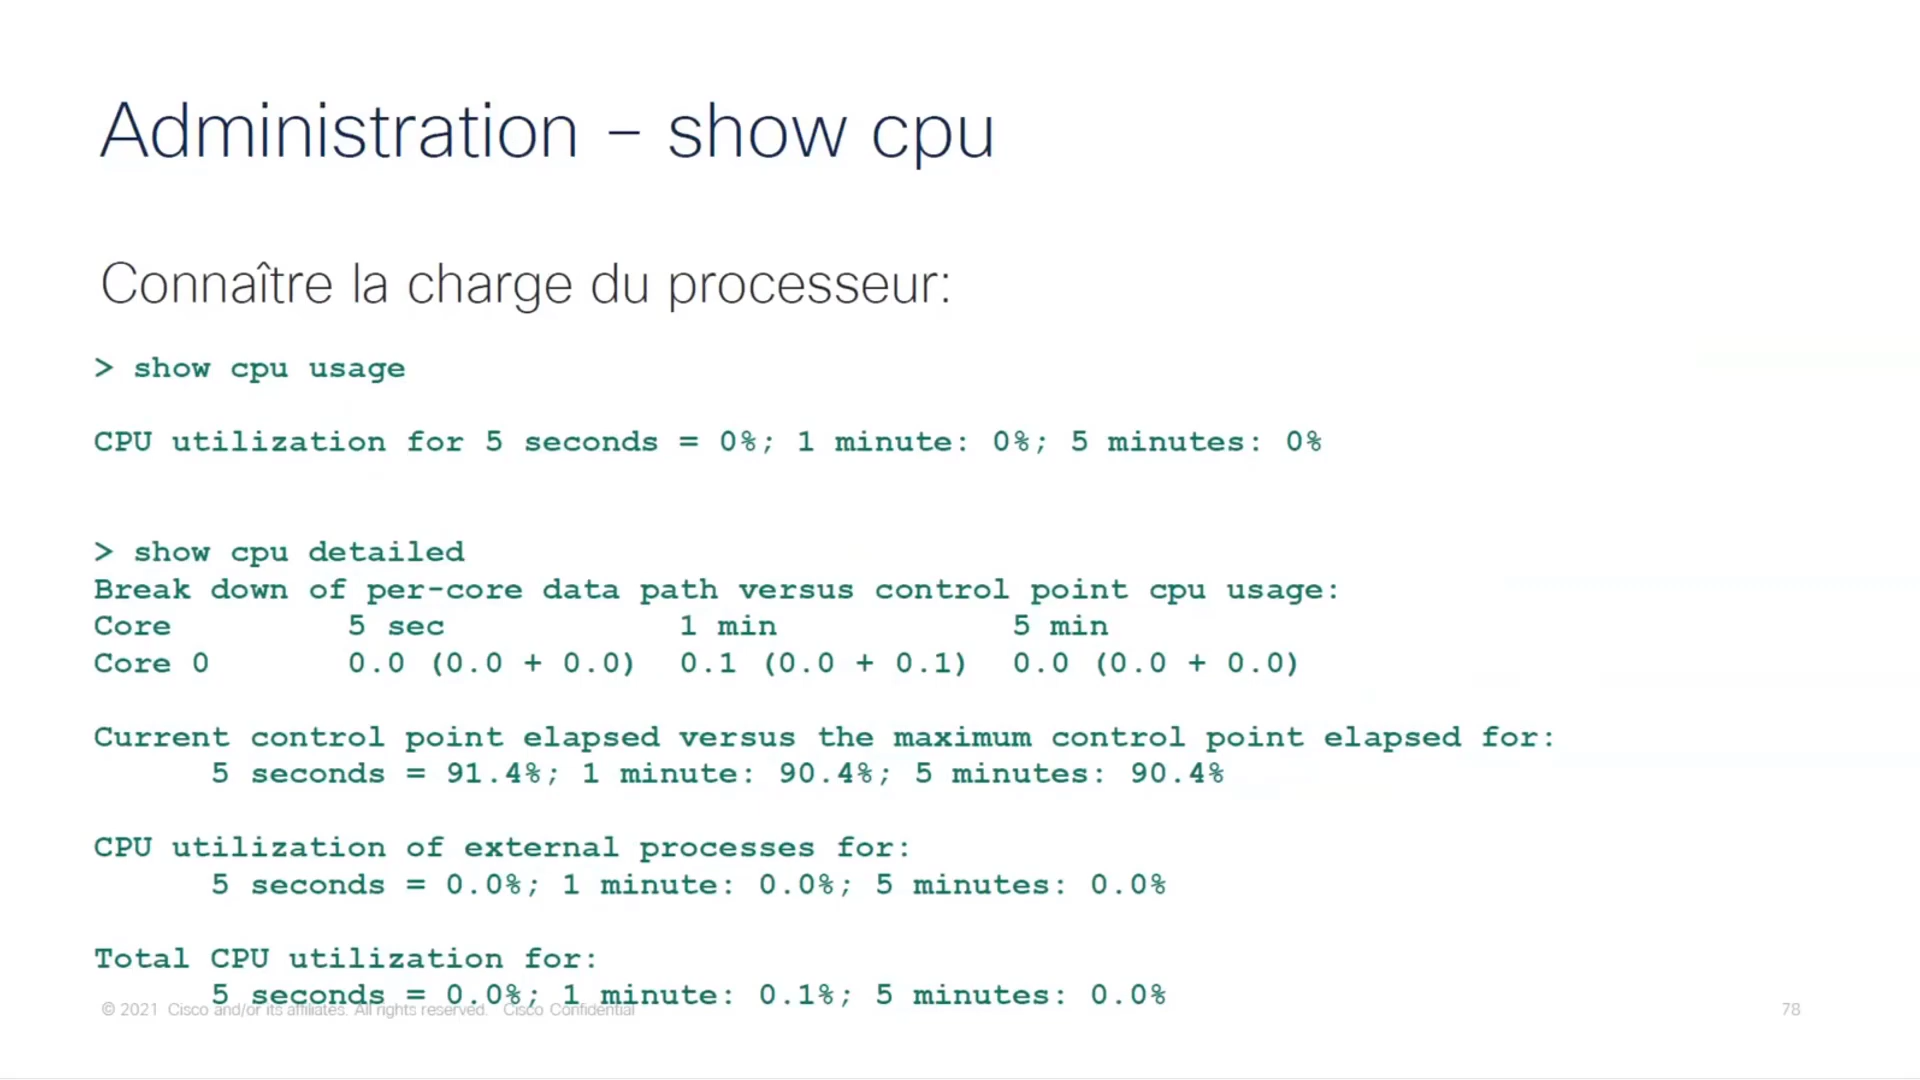 Administration – show cpu
Connaître la charge du processeur:
> show cpu usage
CPU utilization for 5 seconds = 0%; 1 minute: 0%; 5 minutes: 0%
> show cpu detailed
Break down of per-core data path versus control point cpu usage:
Core 5 sec 1 min 5 min
Core 0 0.0 (0.0 + 0.0) 0.1 (0.0 + 0.1) 0.0 (0.0 + 0.0)
Current control point elapsed versus the maximum control point elapsed for:
5 seconds = 91.4%; 1 minute: 90.4%; 5 minutes: 90.4%
CPU utilization of external processes for:
5 seconds = 0.0%; 1 minute: 0.0%; 5 minutes: 0.0%
Total CPU utilization for:
5 seconds = 0.0%; 1 minute: 0.1%; 5 minutes: 0.0%
© 2021 Cisco and/or its affiliates. All rights reserved. Cisco Confidential
78